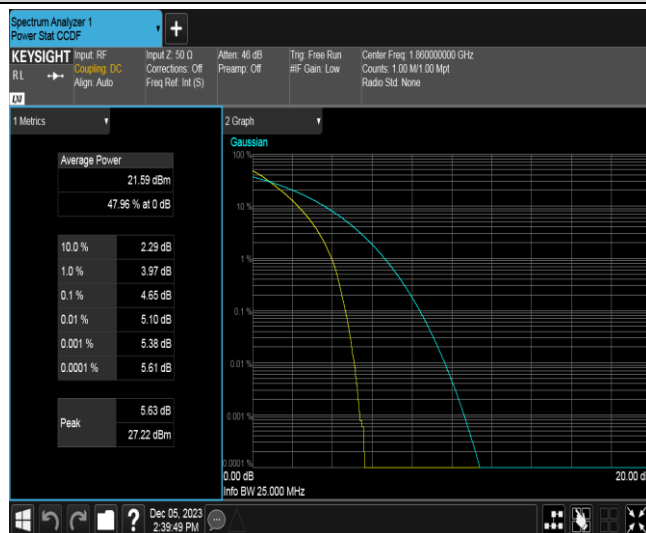 Spectrum Analyzer 1
Power Stat CCDF
+
KEYSIGHT
RL
LXI
Input: RF
Coupling: DC
Align: Auto
Input Z: 50 Ω
Corrections: Off
Freq Ref: Int (S)
Atten: 46 dB
Preamp: Off
Trig: Free Run
#IF Gain: Low
Center Freq: 1.860000000 GHz
Counts: 1.00 M/1.00 Mpt
Radio Std: None
1 Metrics
Average Power
21.59 dBm
47.96 % at 0 dB
10.0 % 2.29 dB
1.0 % 3.97 dB
0.1 % 4.65 dB
0.01 % 5.10 dB
0.001 % 5.38 dB
0.0001 % 5.61 dB
Peak
5.63 dB
27.22 dBm
2 Graph
Gaussian
100 %
10 %
1 %
0.1 %
0.01 %
0.001 %
0.0001 %
0.00 dB
20.00 d
Info BW 25.000 MHz
?
Dec 05, 2023
2:39:49 PM